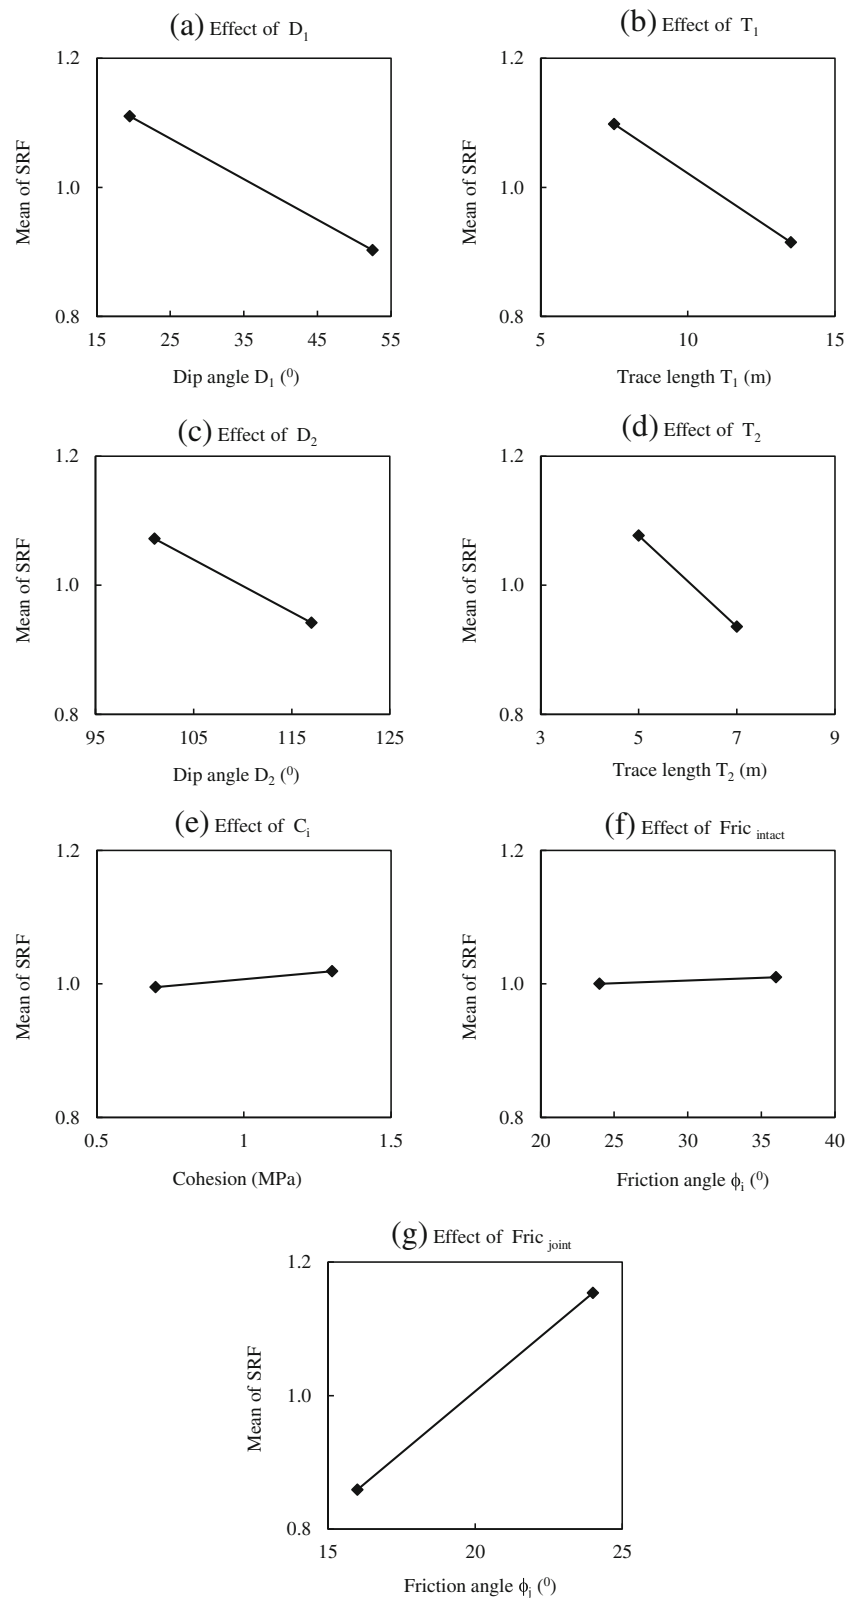 (a) Effect of D1
1.2
1.0
0.8
Mean of SRF
15 25 35 45 55
Dip angle D1 (0)
(b) Effect of T1
1.2
1.0
0.8
Mean of SRF
5 10 15
Trace length T1 (m)
(c) Effect of D2
1.2
1.0
0.8
Mean of SRF
95 105 115 125
Dip angle D2 (0)
(d) Effect of T2
1.2
1.0
0.8
Mean of SRF
3 5 7 9
Trace length T2 (m)
(e) Effect of Ci
1.2
1.0
0.8
Mean of SRF
0.5 1 1.5
Cohesion (MPa)
(f) Effect of Fric intact
1.2
1.0
0.8
Mean of SRF
20 25 30 35 40
Friction angle ϕi (0)
(g) Effect of Fric joint
1.2
1.0
0.8
Mean of SRF
15 20 25
Friction angle ϕj (0)